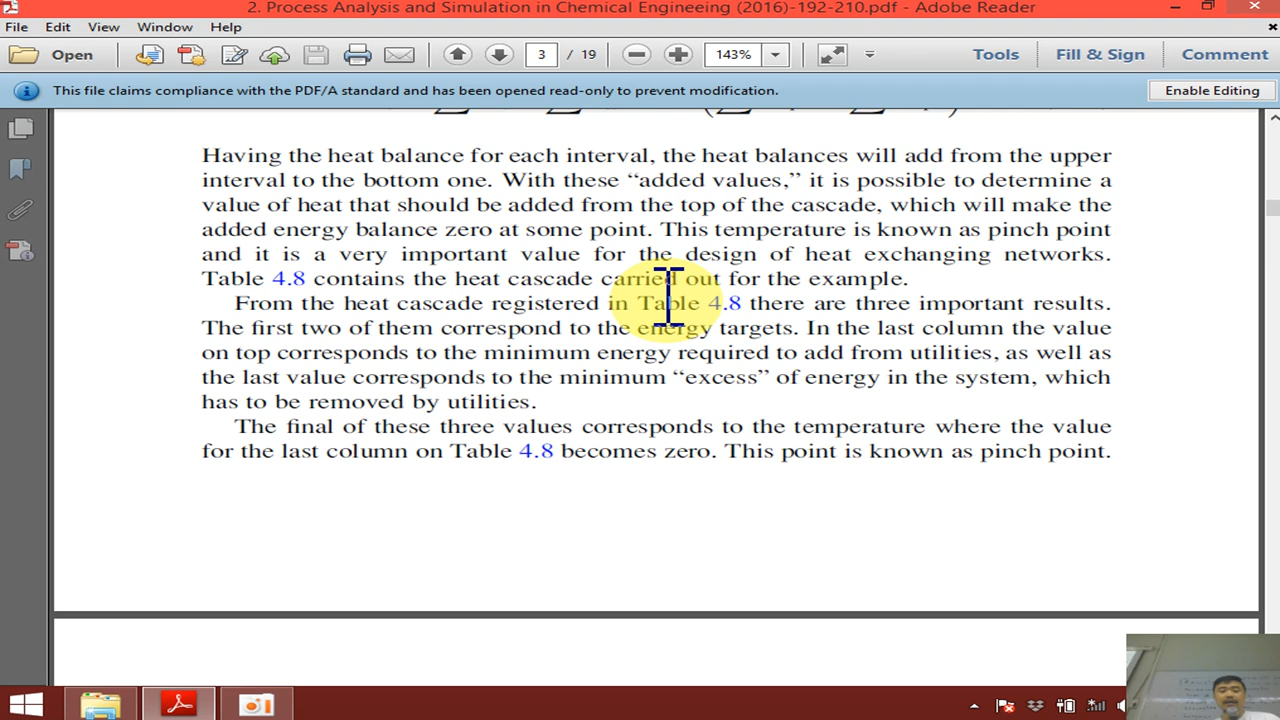 2. Process Analysis and Simulation in Chemical Engineeing (2016)-192-210.pdf - Adobe Reader
File Edit View Window Help
Open 3 / 19 143% Tools Fill & Sign Comment
This file claims compliance with the PDF/A standard and has been opened read-only to prevent modification. Enable Editing
Having the heat balance for each interval, the heat balances will add from the upper
interval to the bottom one. With these “added values,” it is possible to determine a
value of heat that should be added from the top of the cascade, which will make the
added energy balance zero at some point. This temperature is known as pinch point
and it is a very important value for the design of heat exchanging networks.
Table 4.8 contains the heat cascade carried out for the example.
From the heat cascade registered in Table 4.8 there are three important results.
The first two of them correspond to the energy targets. In the last column the value
on top corresponds to the minimum energy required to add from utilities, as well as
the last value corresponds to the minimum “excess” of energy in the system, which
has to be removed by utilities.
The final of these three values corresponds to the temperature where the value
for the last column on Table 4.8 becomes zero. This point is known as pinch point.